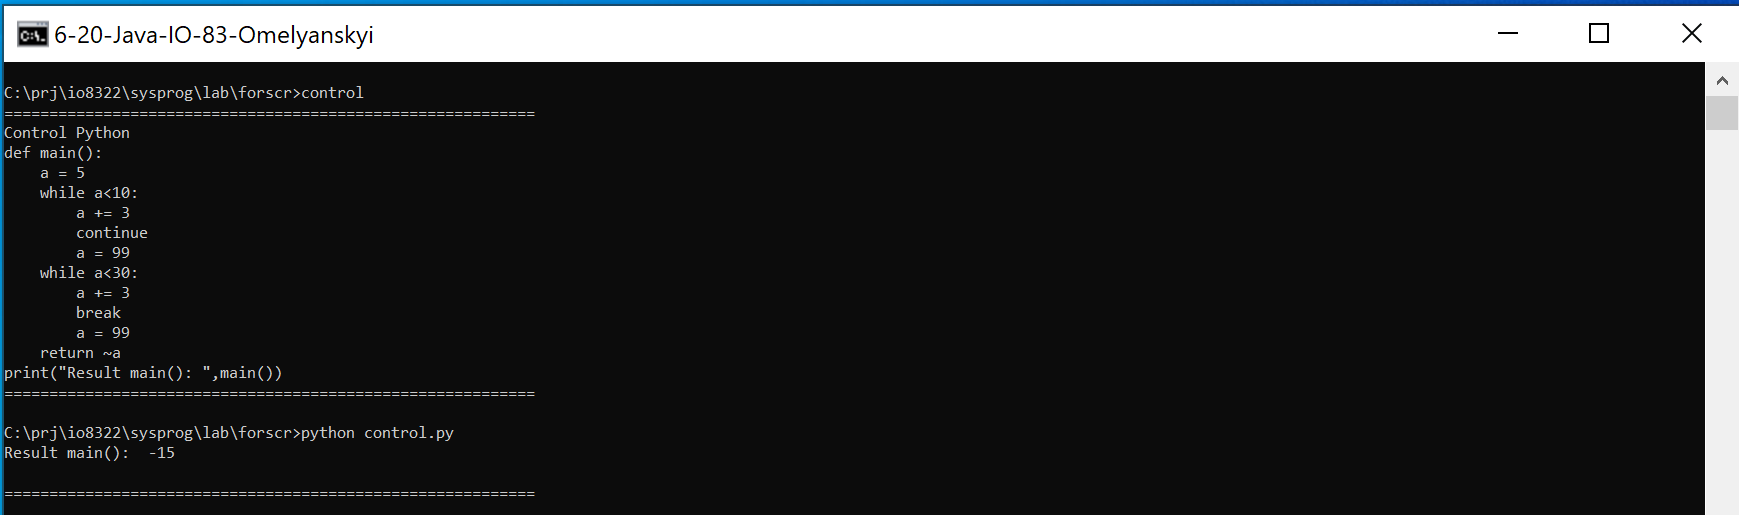 6-20-Java-IO-83-Omelyanskyi
C:\prj\io8322\sysprog\lab\forscr>control
===========================================================
Control Python
def main():
    a = 5
    while a<10:
        a += 3
        continue
        a = 99
    while a<30:
        a += 3
        break
        a = 99
    return ~a
print("Result main(): ",main())
===========================================================
C:\prj\io8322\sysprog\lab\forscr>python control.py
Result main():  -15
===========================================================